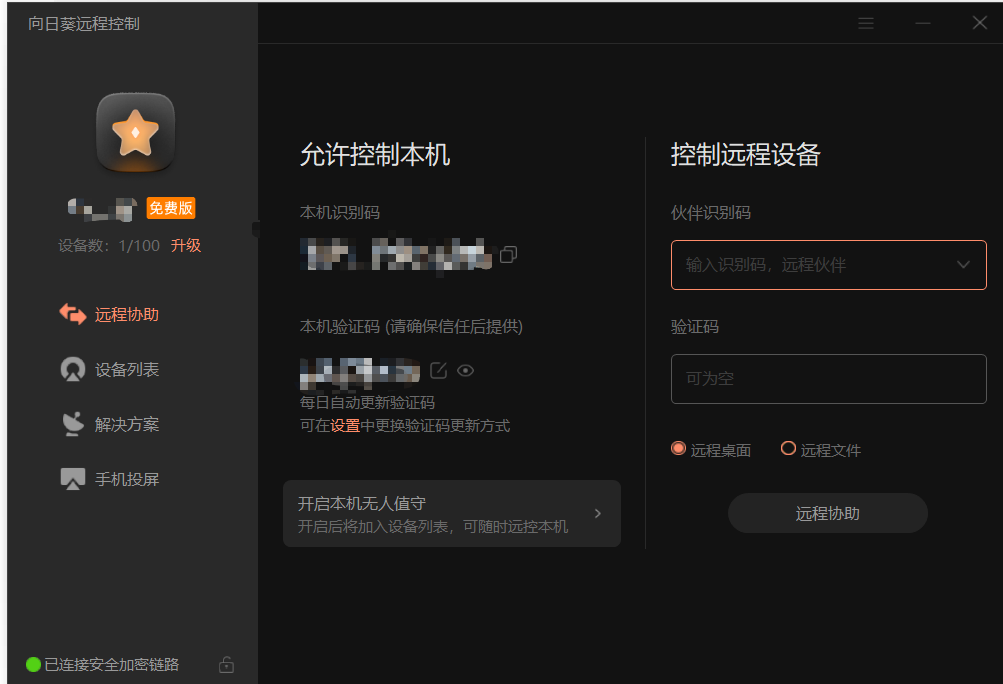 向日葵远程控制
免费版
设备数：1/100 升级
远程协助
设备列表
解决方案
手机投屏
已连接安全加密链路
允许控制本机
本机识别码
本机验证码 (请确保信任后提供)
每日自动更新验证码
可在设置中更换验证码更新方式
开启本机无人值守
开启后将加入设备列表，可随时远控本机
控制远程设备
伙伴识别码
输入识别码，远程伙伴
验证码
可为空
远程桌面 远程文件
远程协助